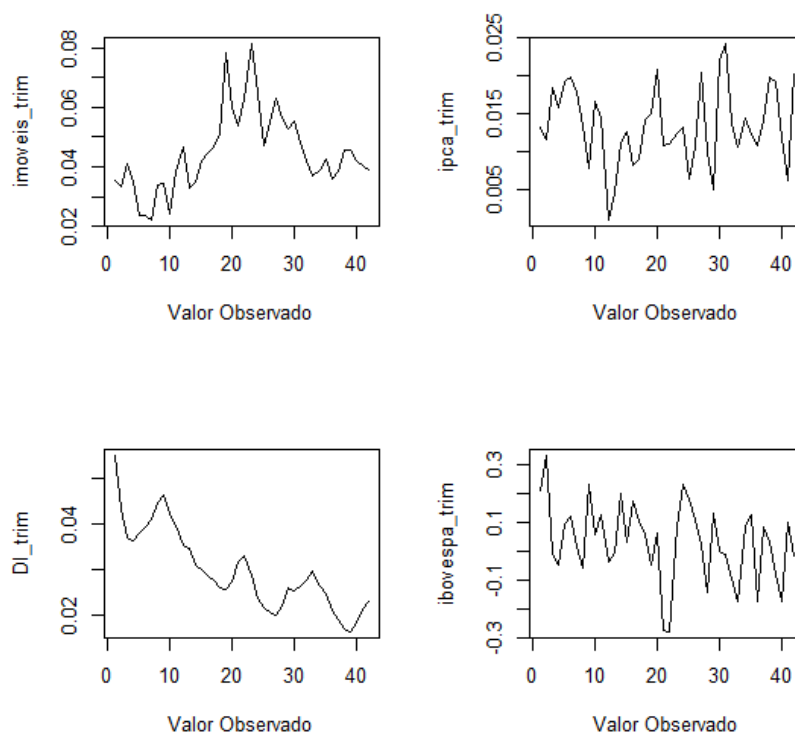 imoveis_trim
0.02 0.04 0.06 0.08
0 10 20 30 40
Valor Observado
ipca_trim
0.005 0.015 0.025
0 10 20 30 40
Valor Observado
DI_trim
0.02 0.04
0 10 20 30 40
Valor Observado
ibovespa_trim
-0.3 -0.1 0.1 0.3
0 10 20 30 40
Valor Observado